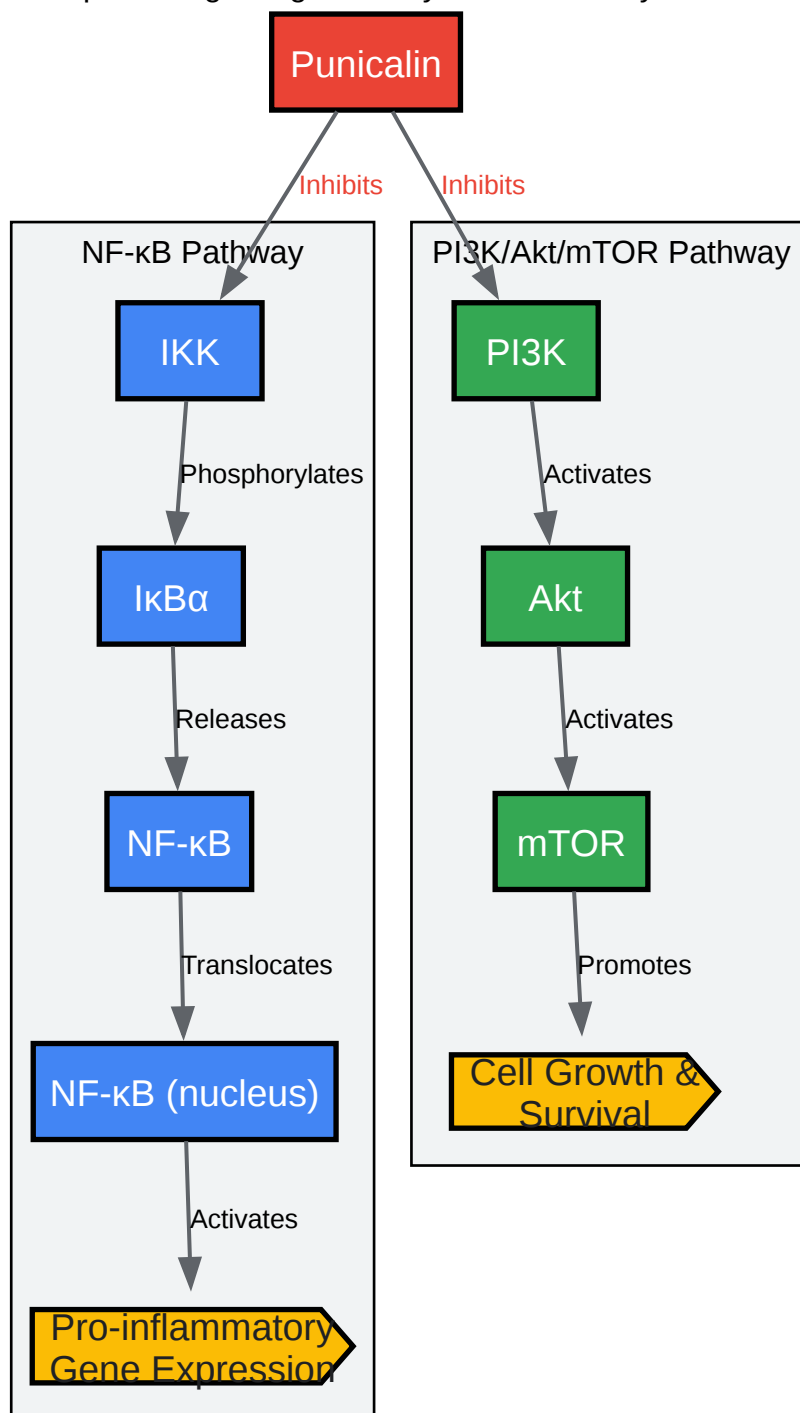 Punicalin
Inhibits
Inhibits
NF-κB Pathway
IKK
Phosphorylates
IκBα
Releases
NF-κB
Translocates
NF-κB (nucleus)
Activates
Pro-inflammatory
Gene Expression
PI3K/Akt/mTOR Pathway
PI3K
Activates
Akt
Activates
mTOR
Promotes
Cell Growth &
Survival